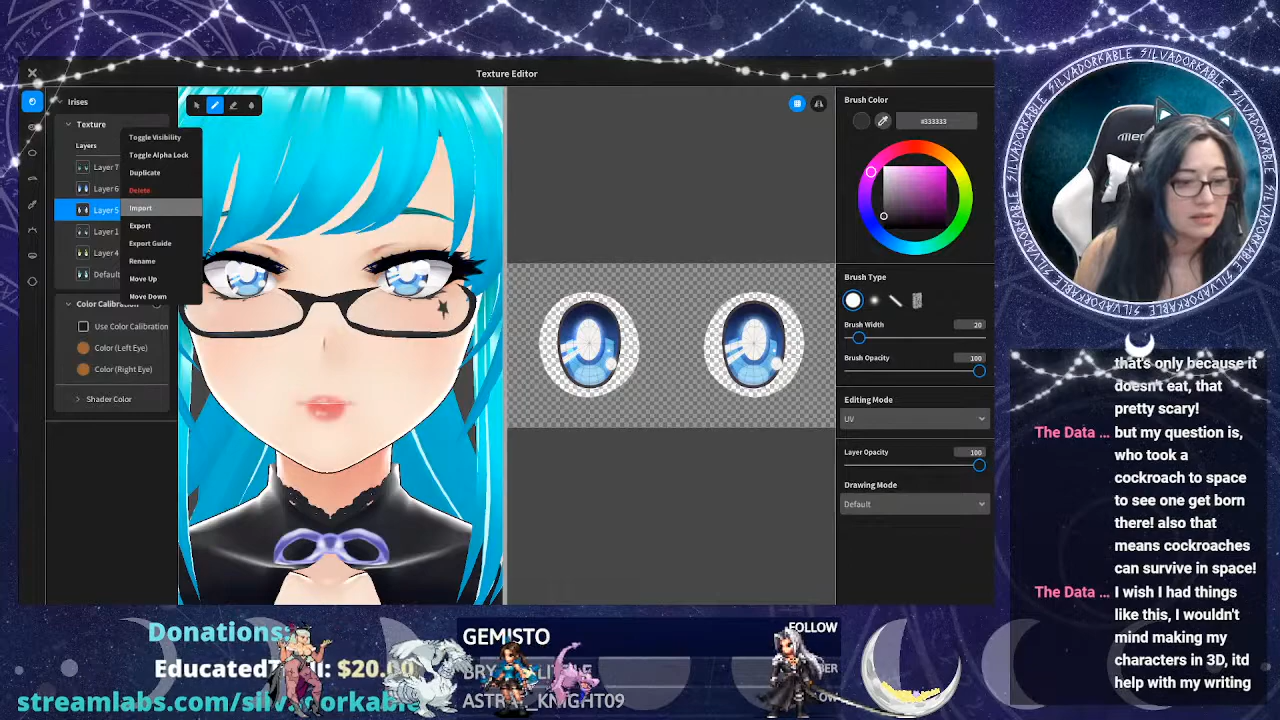 Texture Editor
Irises
Texture
Layers
Layer 7
Layer 6
Layer 5
Layer 1
Layer 4
Default
Toggle Visibility
Toggle Alpha Lock
Duplicate
Delete
Import
Export
Export Guide
Rename
Move Up
Move Down
Color Calibration
Use Color Calibration
Color (Left Eye)
Color (Right Eye)
Shader Color
Brush Color
#333333
Brush Type
Brush Width
20
Brush Opacity
100
Editing Mode
UV
Layer Opacity
100
Drawing Mode
Default
SILVADORKABLE SILVADORKABLE SILVADORKABLE
that's only because it
doesn't eat, that
pretty scary!
The Data ... but my question is,
who took a
cockroach to space
to see one get born
there! also that
means cockroaches
can survive in space!
The Data ... I wish I had things
like this, I wouldn't
mind making my
characters in 3D, itd
help with my writing
Donations:
$20.00
GEMISTO
FOLLOW
streamlabs.com/